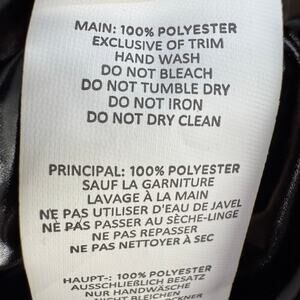 MAIN: 100% POLYESTER
EXCLUSIVE OF TRIM
HAND WASH
DO NOT BLEACH
DO NOT TUMBLE DRY
DO NOT IRON
DO NOT DRY CLEAN
PRINCIPAL: 100% POLYESTER
SAUF LA GARNITURE
LAVAGE À LA MAIN
NE PAS UTILISER D'EAU DE JAVEL
NE PAS PASSER AU SÈCHE-LINGE
NE PAS REPASSER
NE PAS NETTOYER À SEC
HAUPT-: 100% POLYESTER
AUSSCHLIEẞLICH BESATZ
NUR HANDWÄSCHE
NICHT BLEICHEN